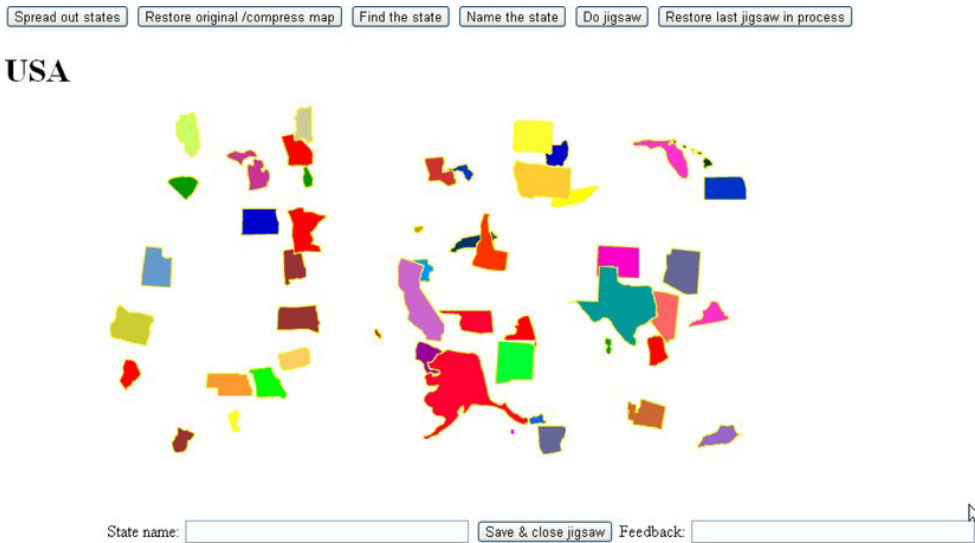 Spread out states Restore original /compress map Find the state Name the state Do jigsaw Restore last jigsaw in process
USA
State name: Save & close jigsaw Feedback: